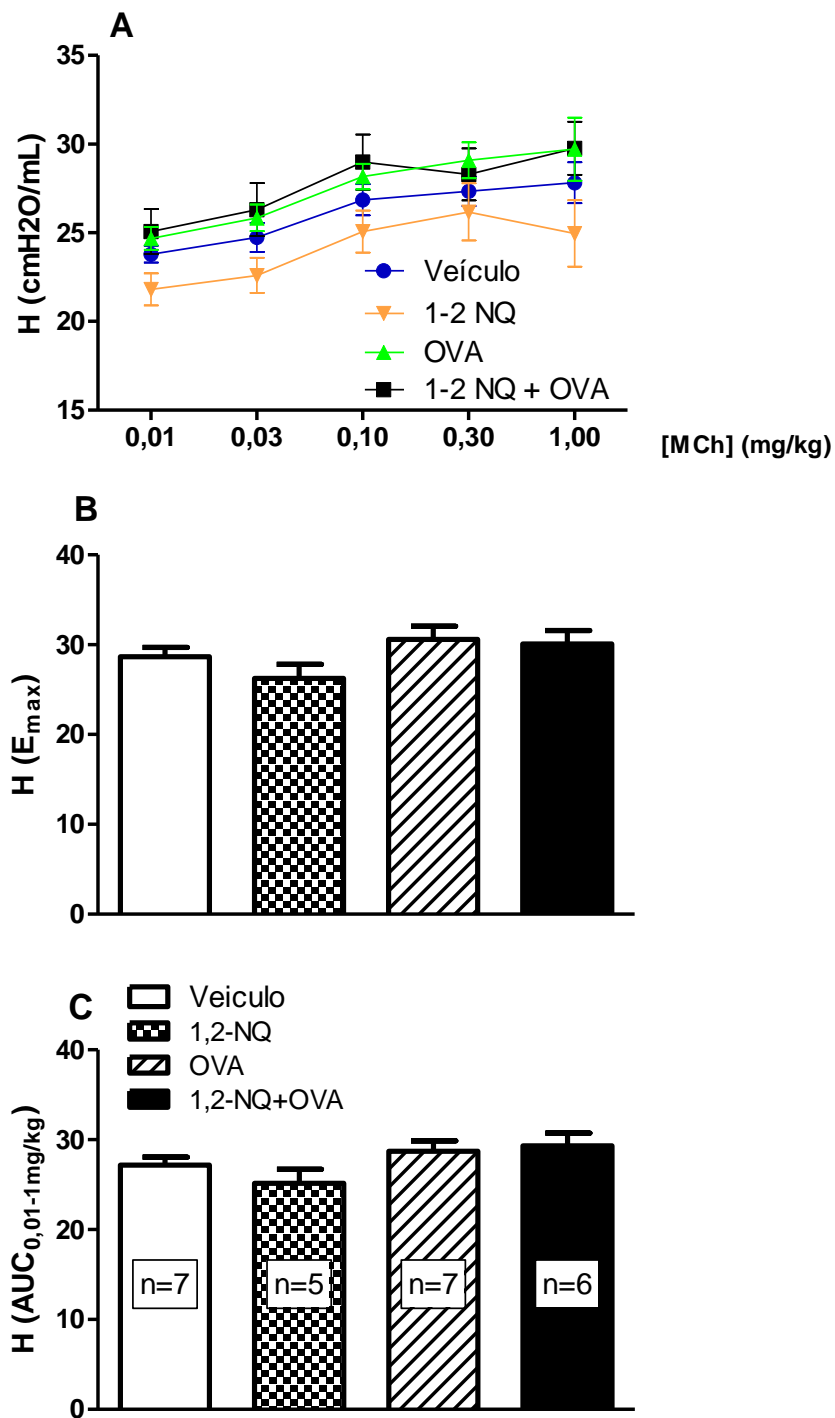 A
35
30
25
20
15
H (cmH2O/mL)
Veículo
1-2 NQ
OVA
1-2 NQ + OVA
0,01 0,03 0,10 0,30 1,00
[MCh] (mg/kg)
B
40
30
20
10
0
H (Emax)
C
Veiculo
1,2-NQ
OVA
1,2-NQ+OVA
40
30
20
10
0
H (AUC0,01-1mg/kg)
n=7 n=5 n=7 n=6